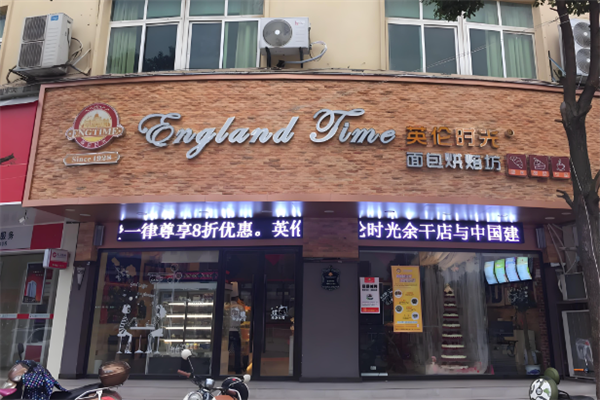 England Time
英伦时光
面包烘焙坊
ENGTIME
Since
一律尊享8折优惠。英伦
伦时光余干店与中国建